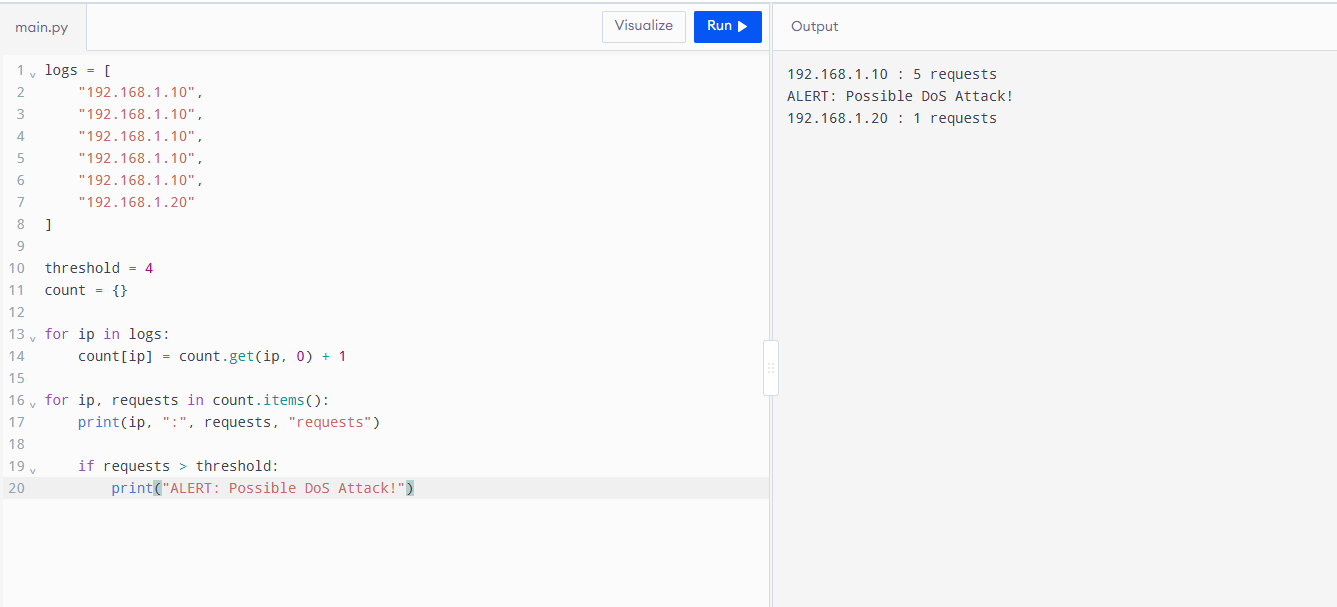 main.py
Visualize
Run
Output
1 logs = [
2     "192.168.1.10",
3     "192.168.1.10",
4     "192.168.1.10",
5     "192.168.1.10",
6     "192.168.1.10",
7     "192.168.1.20"
8 ]
9
10 threshold = 4
11 count = {}
12
13 for ip in logs:
14     count[ip] = count.get(ip, 0) + 1
15
16 for ip, requests in count.items():
17     print(ip, ":", requests, "requests")
18
19     if requests > threshold:
20         print("ALERT: Possible DoS Attack!")
192.168.1.10 : 5 requests
ALERT: Possible DoS Attack!
192.168.1.20 : 1 requests